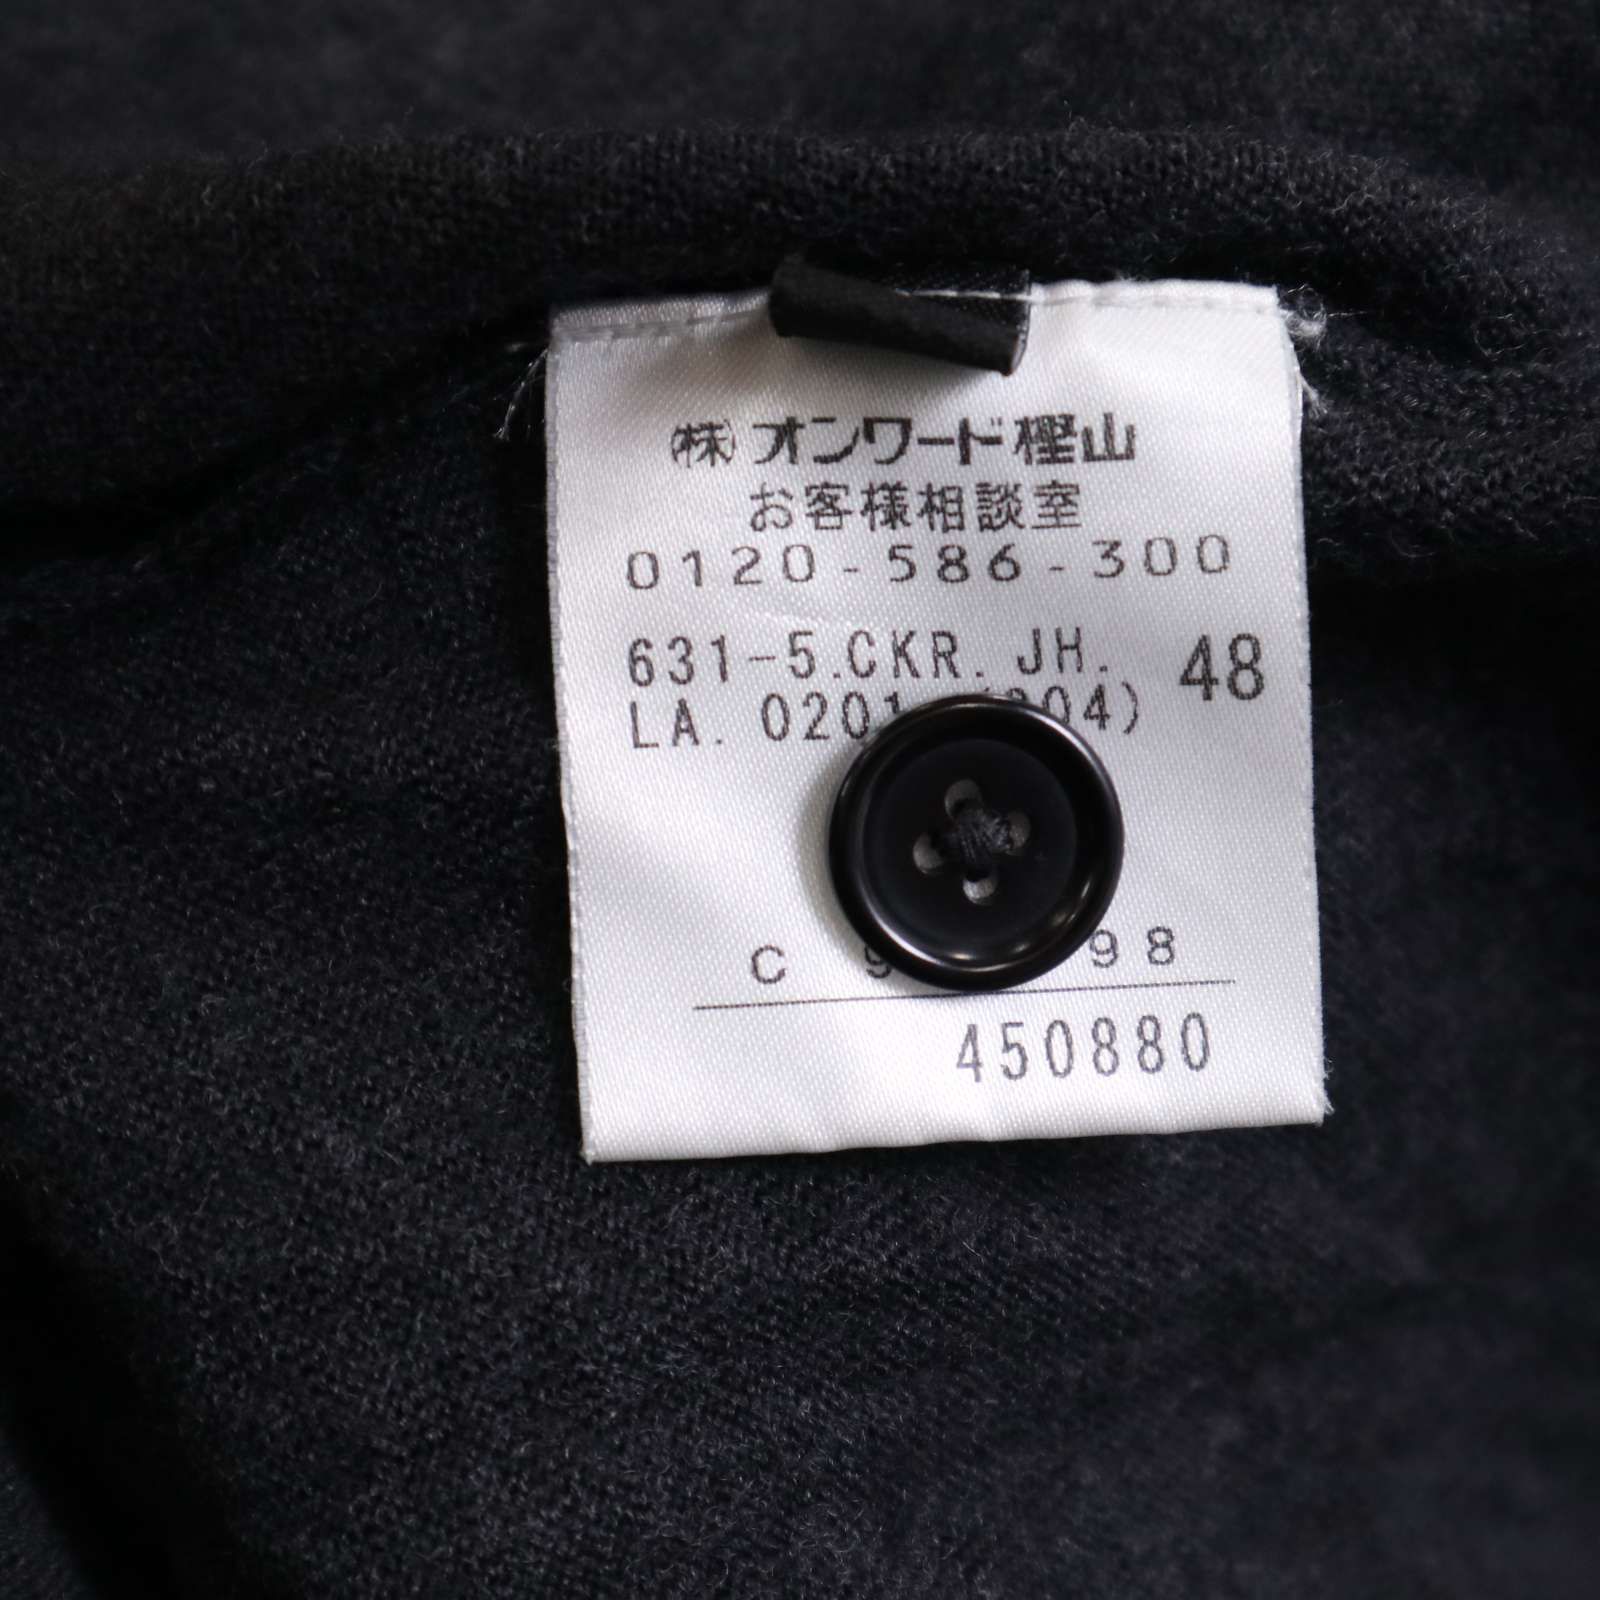 ㈱オンワード樫山
お客様相談室
0120-586-300
631-5.CKR. JH. 48
LA.
C 98
450880